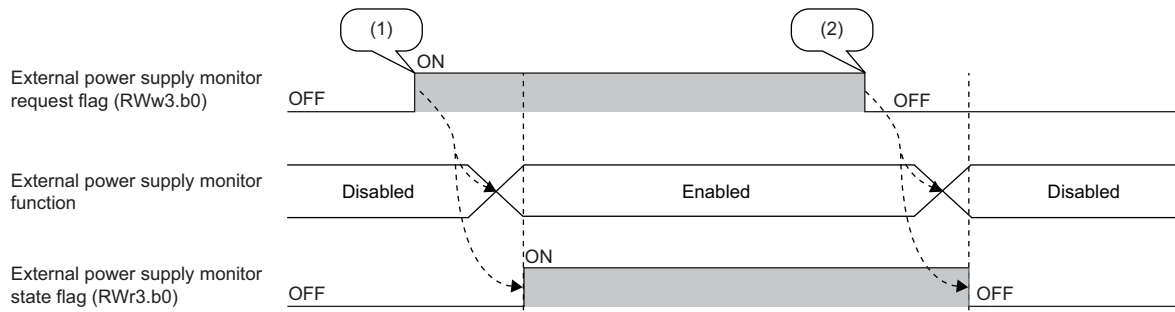 (1)
(2)
External power supply monitor
request flag (RWw3.b0)
OFF
ON
OFF
External power supply monitor
function
Disabled
Enabled
Disabled
External power supply monitor
state flag (RWr3.b0)
OFF
ON
OFF